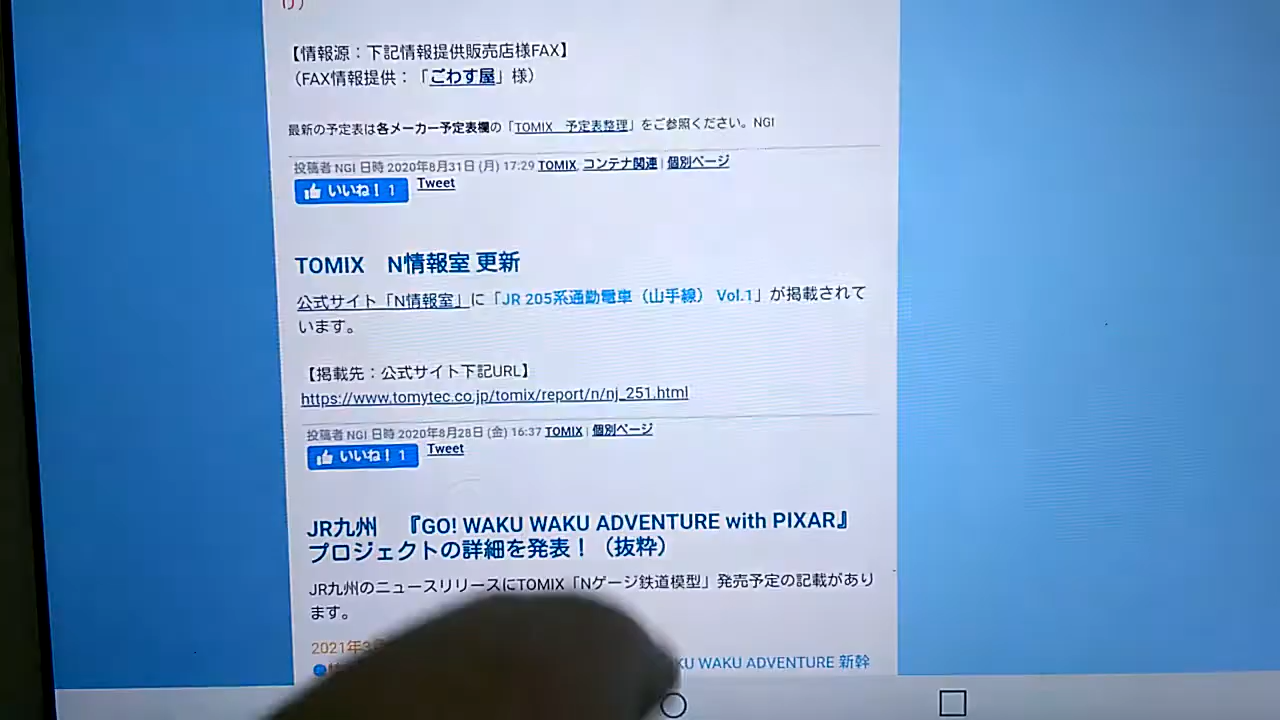 け）
【情報源：下記情報提供販売店様FAX】
（FAX情報提供：「ごわす屋」様）
最新の予定表は各メーカー予定表欄の「TOMIX　予定表整理」をご参照ください。NGI
投稿者 NGI 日時 2020年8月31日 (月) 17:29 TOMIX, コンテナ関連 | 個別ページ
いいね！ 1 Tweet
TOMIX　N情報室 更新
公式サイト「N情報室」に「JR 205系通勤電車（山手線） Vol.1」が掲載されて
います。
【掲載先：公式サイト下記URL】
https://www.tomytec.co.jp/tomix/report/n/nj_251.html
投稿者 NGI 日時 2020年8月28日 (金) 16:37 TOMIX | 個別ページ
いいね！ 1 Tweet
JR九州　『GO! WAKU WAKU ADVENTURE with PIXAR』
プロジェクトの詳細を発表！（抜粋）
JR九州のニュースリリースにTOMIX「Nゲージ鉄道模型」発売予定の記載があり
ます。
2021年3
WAKU ADVENTURE 新幹